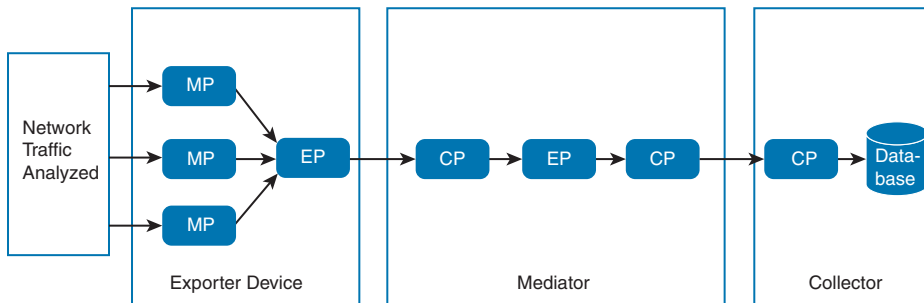 Network
Traffic
Analyzed
MP
MP
MP
EP
Exporter Device
CP
EP
CP
Mediator
CP
Data-
base
Collector